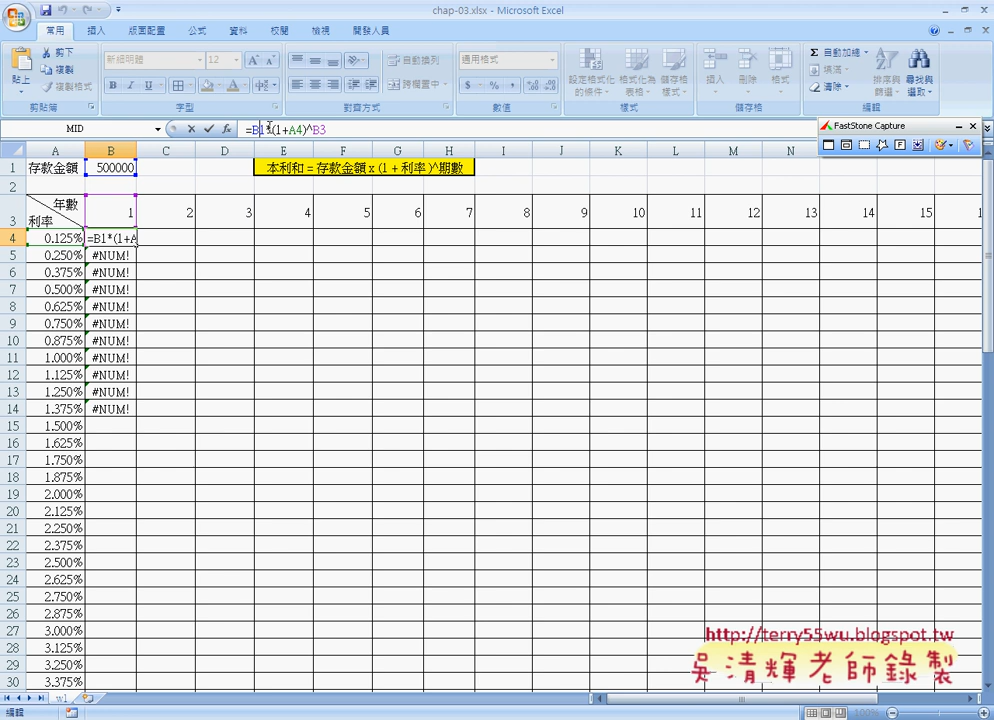 chap-03.xlsx - Microsoft Excel
常用 插入 版面配置 公式 資料 校閱 檢視 開發人員
貼上 剪下 複製 複製格式 剪貼簿
新細明體 12 字型
自動換列 跨欄置中 對齊方式
通用格式 數值
設定格式化的條件 格式化為表格 儲存格樣式 樣式
插入 刪除 格式 儲存格
Σ 自動加總 填滿 清除 排序與篩選 尋找與選取 編輯
MID =B1*(1+A4)^B3
FastStone Capture
A B C D E F G H I J K L M N
1 存款金額 500000 本利和 = 存款金額 x (1 + 利率 )^期數
2
3 年數 利率 1 2 3 4 5 6 7 8 9 10 11 12 13 14 15 1
4 0.125% =B1*(1+A
5 0.250% #NUM!
6 0.375% #NUM!
7 0.500% #NUM!
8 0.625% #NUM!
9 0.750% #NUM!
10 0.875% #NUM!
11 1.000% #NUM!
12 1.125% #NUM!
13 1.250% #NUM!
14 1.375% #NUM!
15 1.500%
16 1.625%
17 1.750%
18 1.875%
19 2.000%
20 2.125%
21 2.250%
22 2.375%
23 2.500%
24 2.625%
25 2.750%
26 2.875%
27 3.000%
28 3.125%
29 3.250%
30 3.375%
http://terry55wu.blogspot.tw
吳清輝老師錄製
w1
編輯 100%